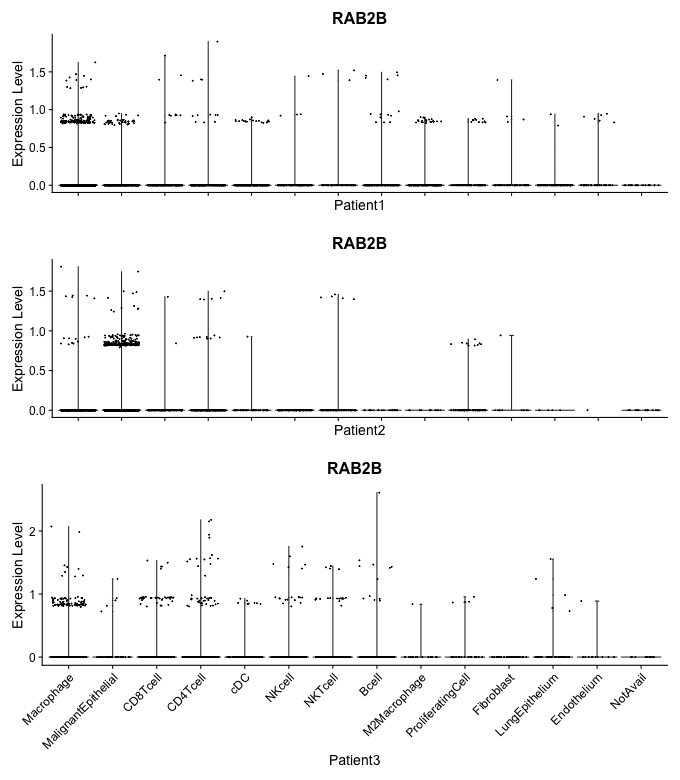 RAB2B
Expression Level
1.5
1.0
0.5
0.0
Patient1
RAB2B
Expression Level
1.5
1.0
0.5
0.0
Patient2
RAB2B
Expression Level
2
1
0
Macrophage
MalignantEpithelial
CD8Tcell
CD4Tcell
cDC
NKcell
NKTcell
Bcell
M2Macrophage
ProliferatingCell
Fibroblast
LungEpithelium
Endothelium
NotAvail
Patient3